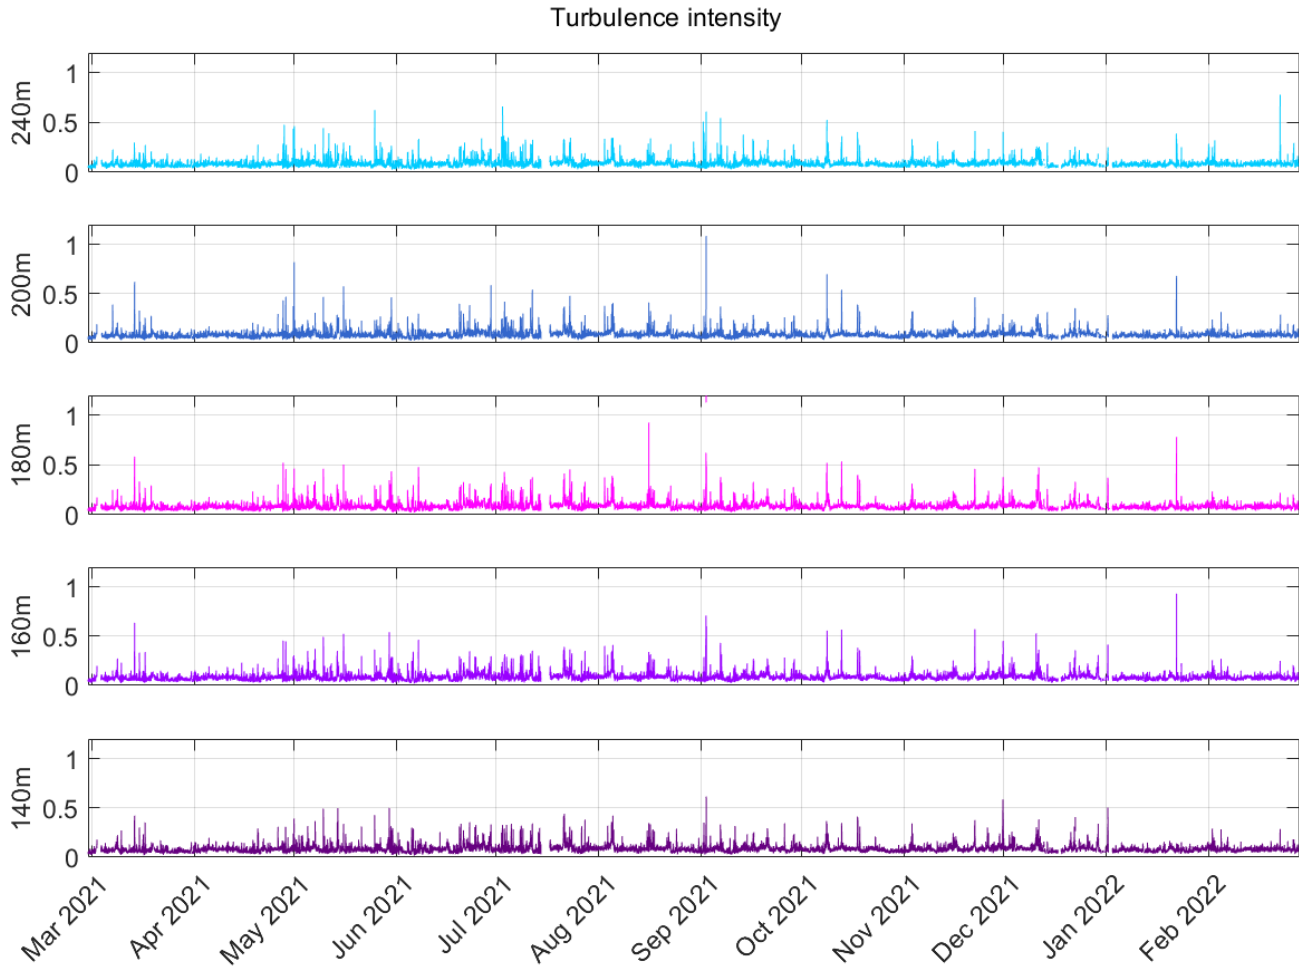 Turbulence intensity
240m
1
0.5
0
200m
1
0.5
0
180m
1
0.5
0
160m
1
0.5
0
140m
1
0.5
0
Mar 2021
Apr 2021
May 2021
Jun 2021
Jul 2021
Aug 2021
Sep 2021
Oct 2021
Nov 2021
Dec 2021
Jan 2022
Feb 2022